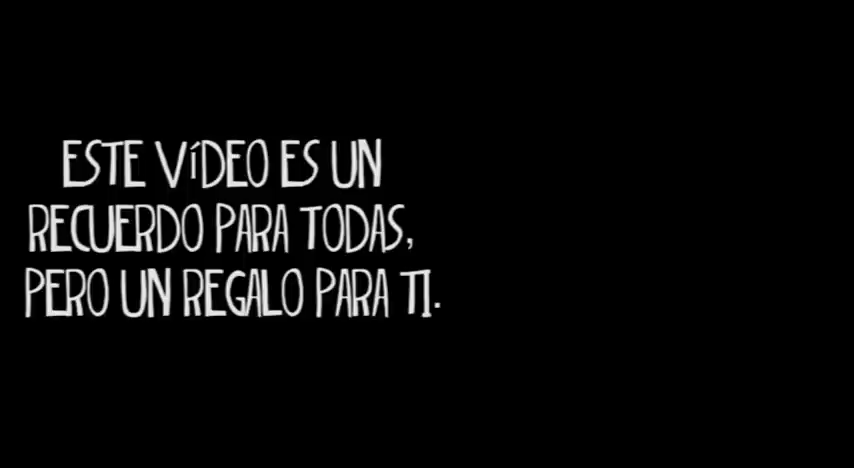 ESTE VÍDEO ES UN
RECUERDO PARA TODAS,
PERO UN REGALO PARA TI.